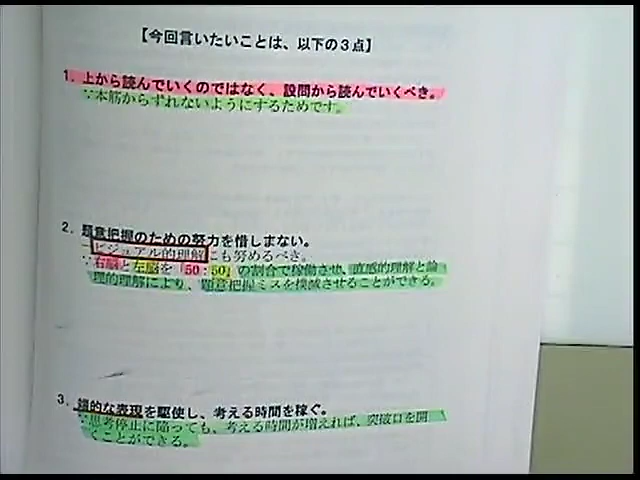 【今回言いたいことは、以下の3点】
1. 上から読んでいくのではなく、設問から読んでいくべき。
∵本筋からずれないようにするためです。
2. 題意把握のための努力を惜しまない。
ビジュアル的理解にも努めるべき。
∵右脳と左脳を「50：50」の割合で稼働させ、直感的理解と論
理的理解により、題意把握ミスを撲滅させることができる。
3. 的な表現を駆使し、考える時間を稼ぐ。
∵思考停止に陥っても、考える時間が増えれば、突破口を開
くことができる。